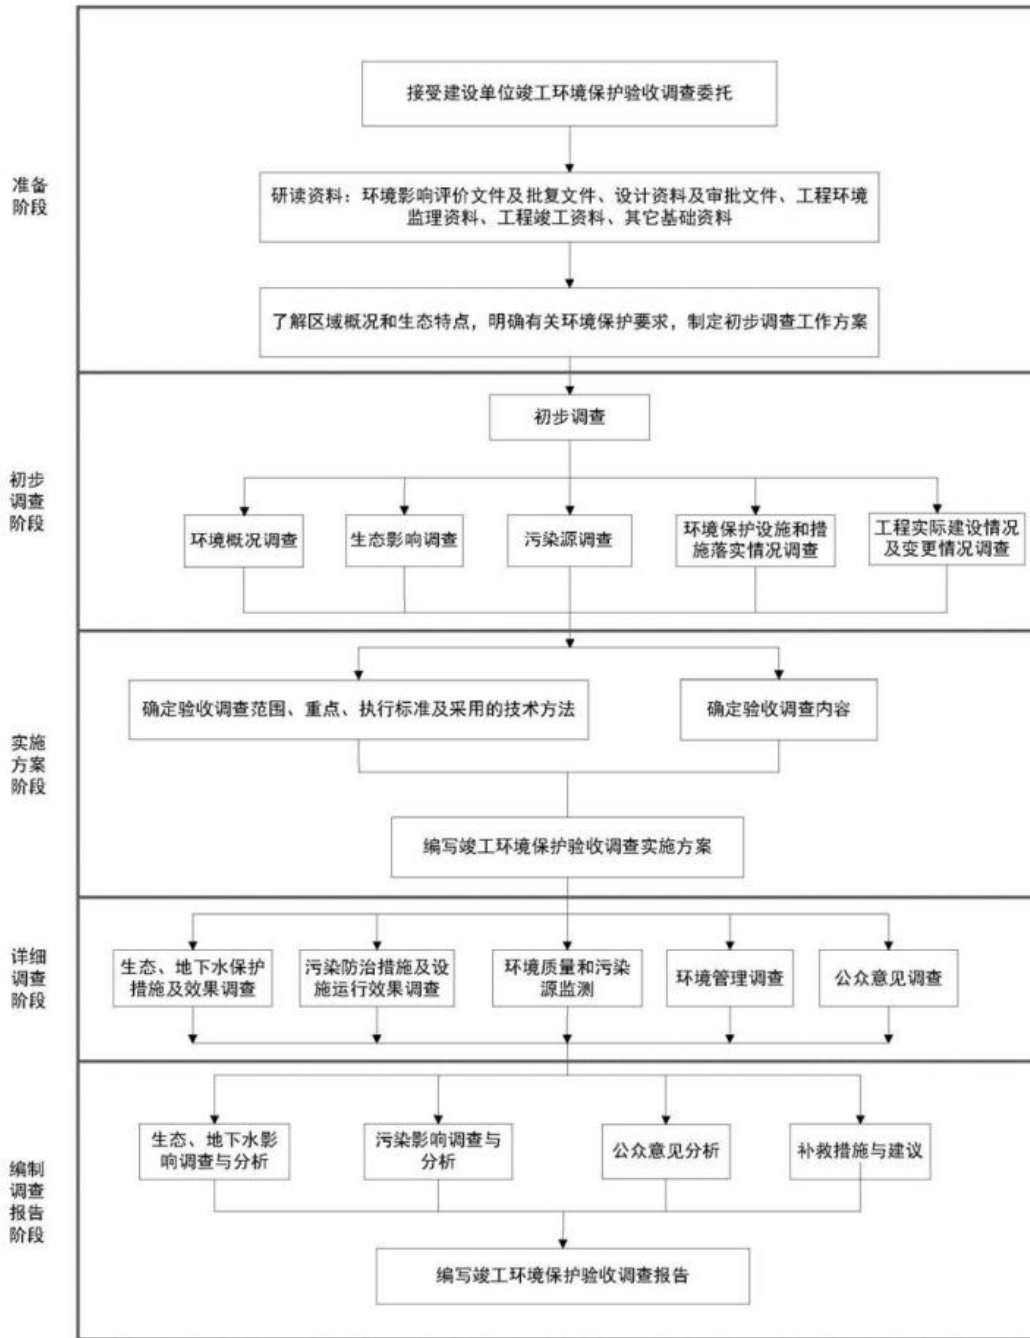 准备
阶段
接受建设单位竣工环境保护验收调查委托
研读资料：环境影响评价文件及批复文件、设计资料及审批文件、工程环境
监理资料、工程竣工资料、其它基础资料
了解区域概况和生态特点，明确有关环境保护要求，制定初步调查工作方案
初步
调查
阶段
初步调查
环境概况调查
生态影响调查
污染源调查
环境保护设施和措
施落实情况调查
工程实际建设情况
及变更情况调查
实施
方案
阶段
确定验收调查范围、重点、执行标准及采用的技术方法
确定验收调查内容
编写竣工环境保护验收调查实施方案
详细
调查
阶段
生态、地下水保护
措施及效果调查
污染防治措施及设
施运行效果调查
环境质量和污染
源监测
环境管理调查
公众意见调查
编制
调查
报告
阶段
生态、地下水影
响调查与分析
污染影响调查与
分析
公众意见分析
补救措施与建议
编写竣工环境保护验收调查报告